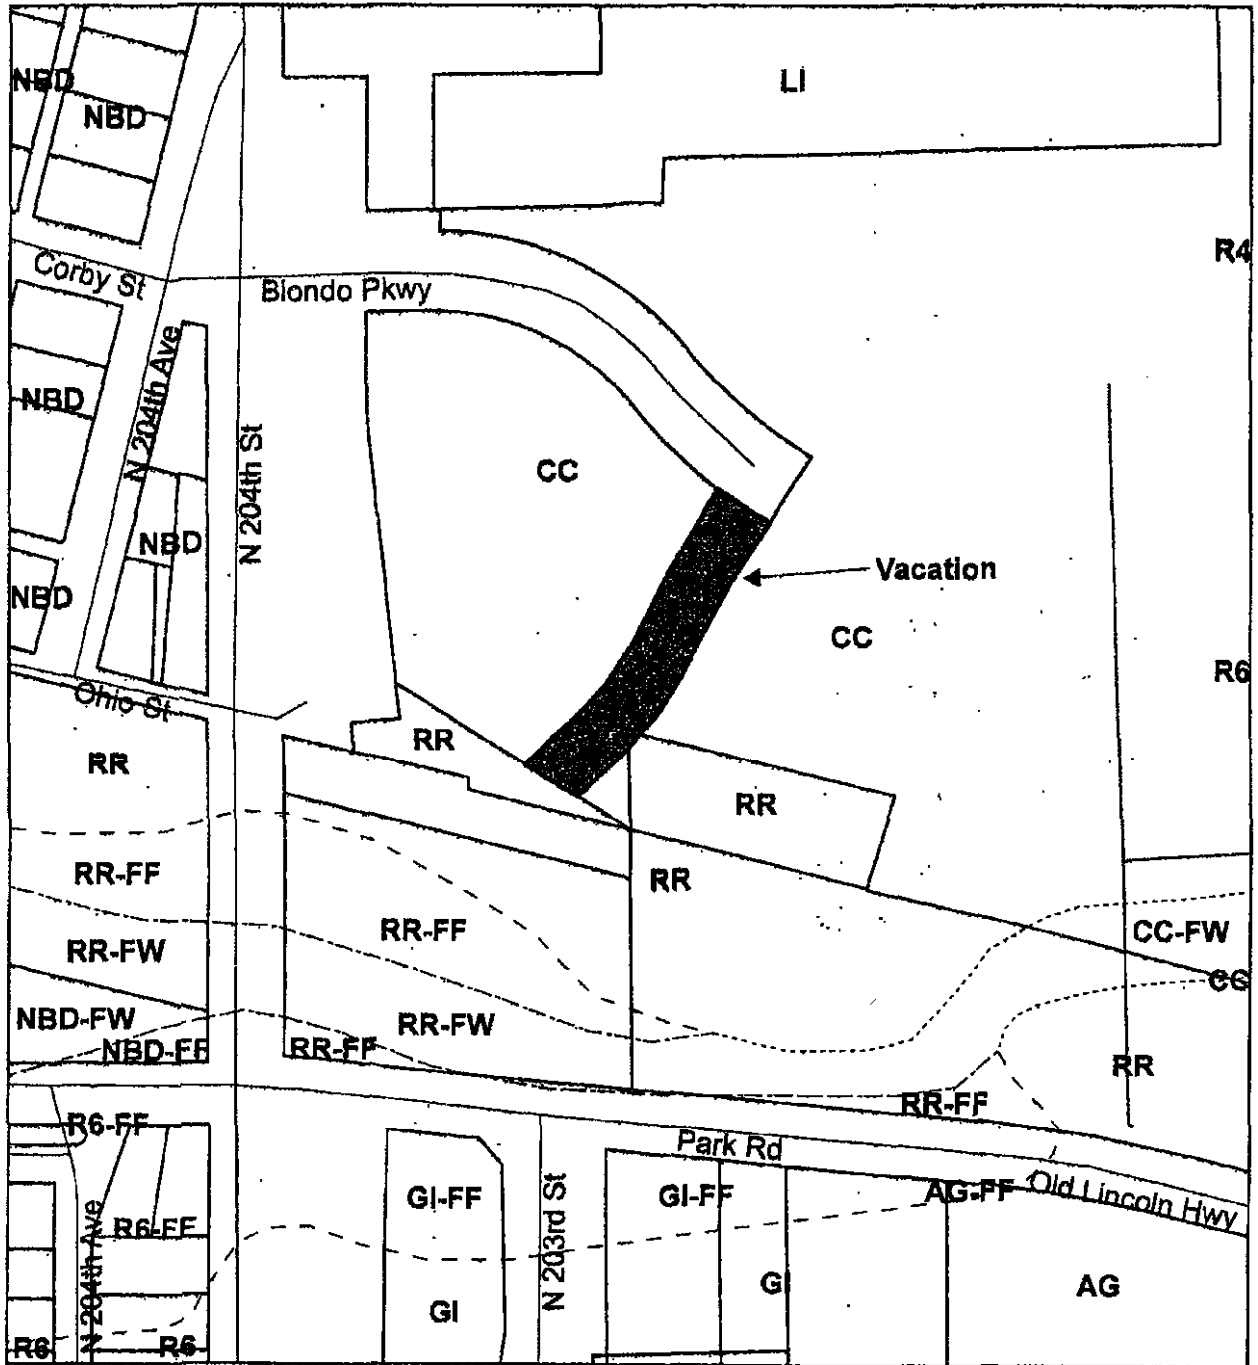 NBD
NBD
LI
R4
Corby St
Blondo Pkwy
N 204th Ave
NBD
N 204th St
CC
NBD
Vacation
NBD
CC
R6
Ohio St
RR
RR
RR
RR-FF
RR
RR-FF
CC-FW
RR-FW
CC
NBD-FW
RR-FW
NBD-FF
RR-FF
RR
RR-FF
R6-FF
Park Rd
GI-FF
GI-FF
AG-FF
Old Lincoln Hwy
R6-FF
N 204th Ave
N 203rd St
GI
AG
GI
R6
R6